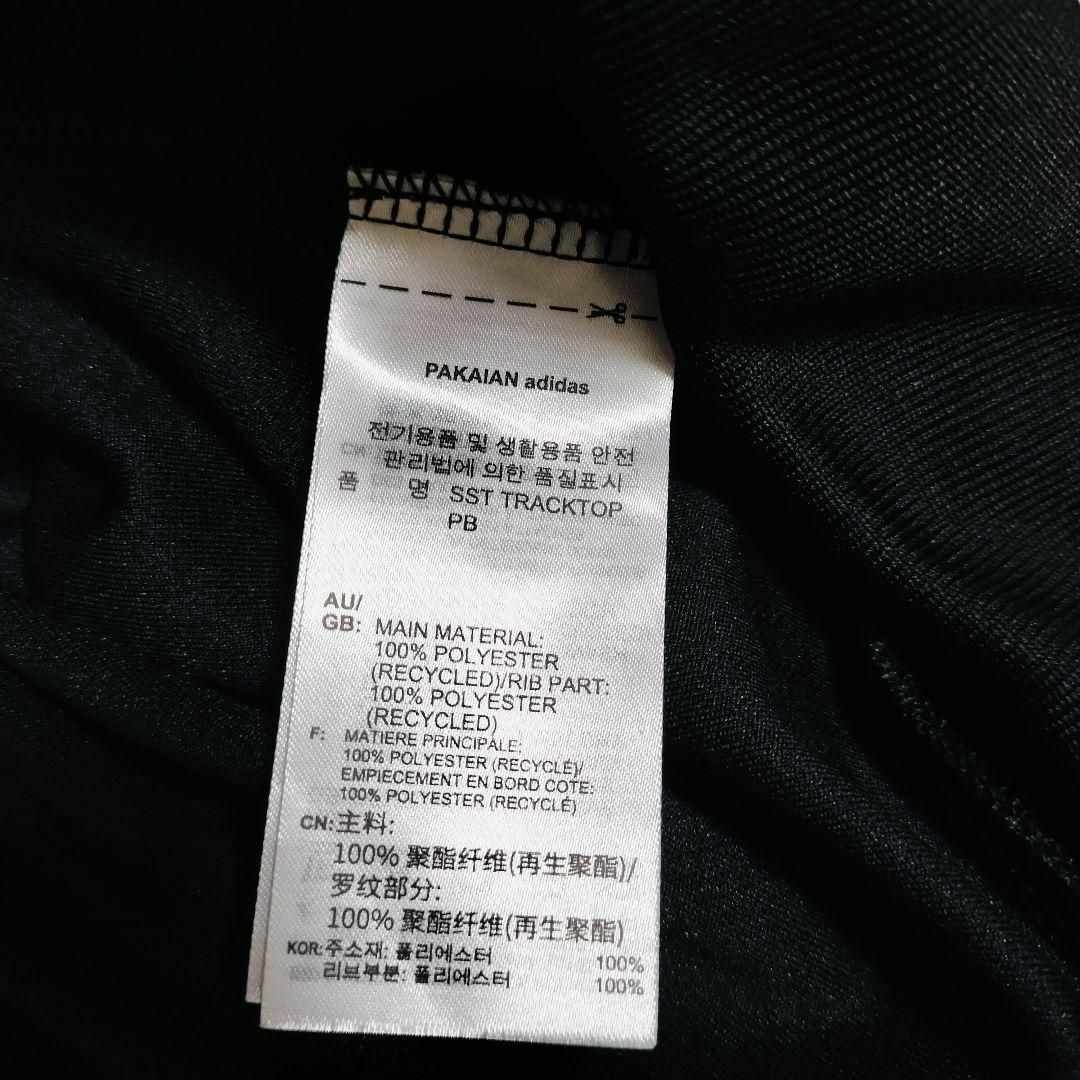 PAKAIAN adidas
전기용품 및 생활용품 안전
관리법에 의한 품질표시
품 명 SST TRACKTOP
PB
AU/
GB: MAIN MATERIAL:
100% POLYESTER
(RECYCLED)/RIB PART:
100% POLYESTER
(RECYCLED)
F: MATIERE PRINCIPALE:
100% POLYESTER (RECYCLÉ)/
EMPIECEMENT EN BORD COTE:
100% POLYESTER (RECYCLÉ)
CN:主料:
100% 聚酯纤维(再生聚酯)/
罗纹部分:
100% 聚酯纤维(再生聚酯)
KOR:주소재: 폴리에스터 100%
리브부분: 폴리에스터 100%